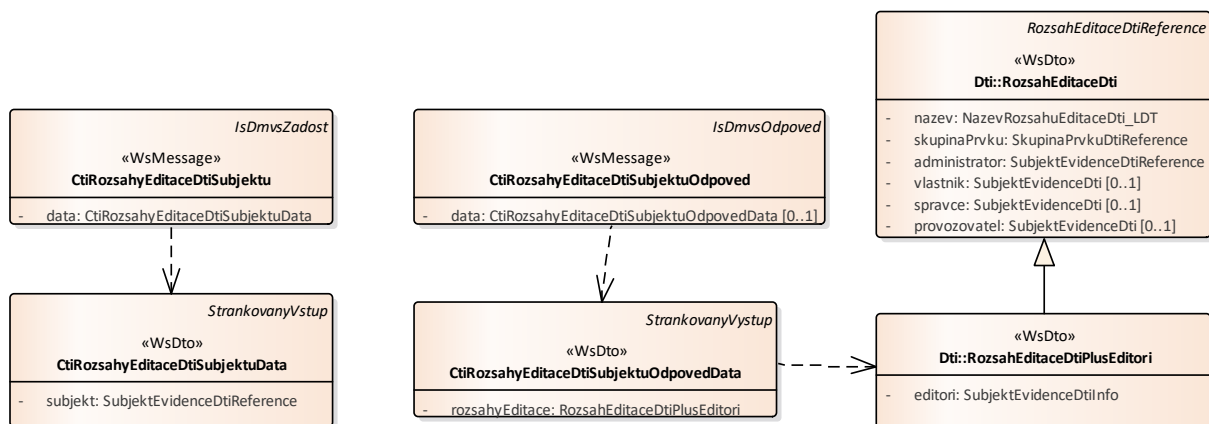 IsDmvsZadost
«WsMessage»
CtiRozsahyEditaceDtiSubjektu
- data: CtiRozsahyEditaceDtiSubjektuData
StrankovanyVstup
«WsDto»
CtiRozsahyEditaceDtiSubjektuData
- subjekt: SubjektEvidenceDtiReference
IsDmvsOdpoved
«WsMessage»
CtiRozsahyEditaceDtiSubjektuOdpoved
- data: CtiRozsahyEditaceDtiSubjektuOdpovedData [0..1]
StrankovanyVystup
«WsDto»
CtiRozsahyEditaceDtiSubjektuOdpovedData
- rozsahyEditace: RozsahEditaceDtiPlusEditori
RozsahEditaceDtiReference
«WsDto»
Dti::RozsahEditaceDti
- nazev: NazevRozsahuEditaceDti_LDT
- skupinaPrvku: SkupinaPrvkuDtiReference
- administrator: SubjektEvidenceDtiReference
- vlastnik: SubjektEvidenceDti [0..1]
- spravce: SubjektEvidenceDti [0..1]
- provozovatel: SubjektEvidenceDti [0..1]
«WsDto»
Dti::RozsahEditaceDtiPlusEditori
- editori: SubjektEvidenceDtiInfo